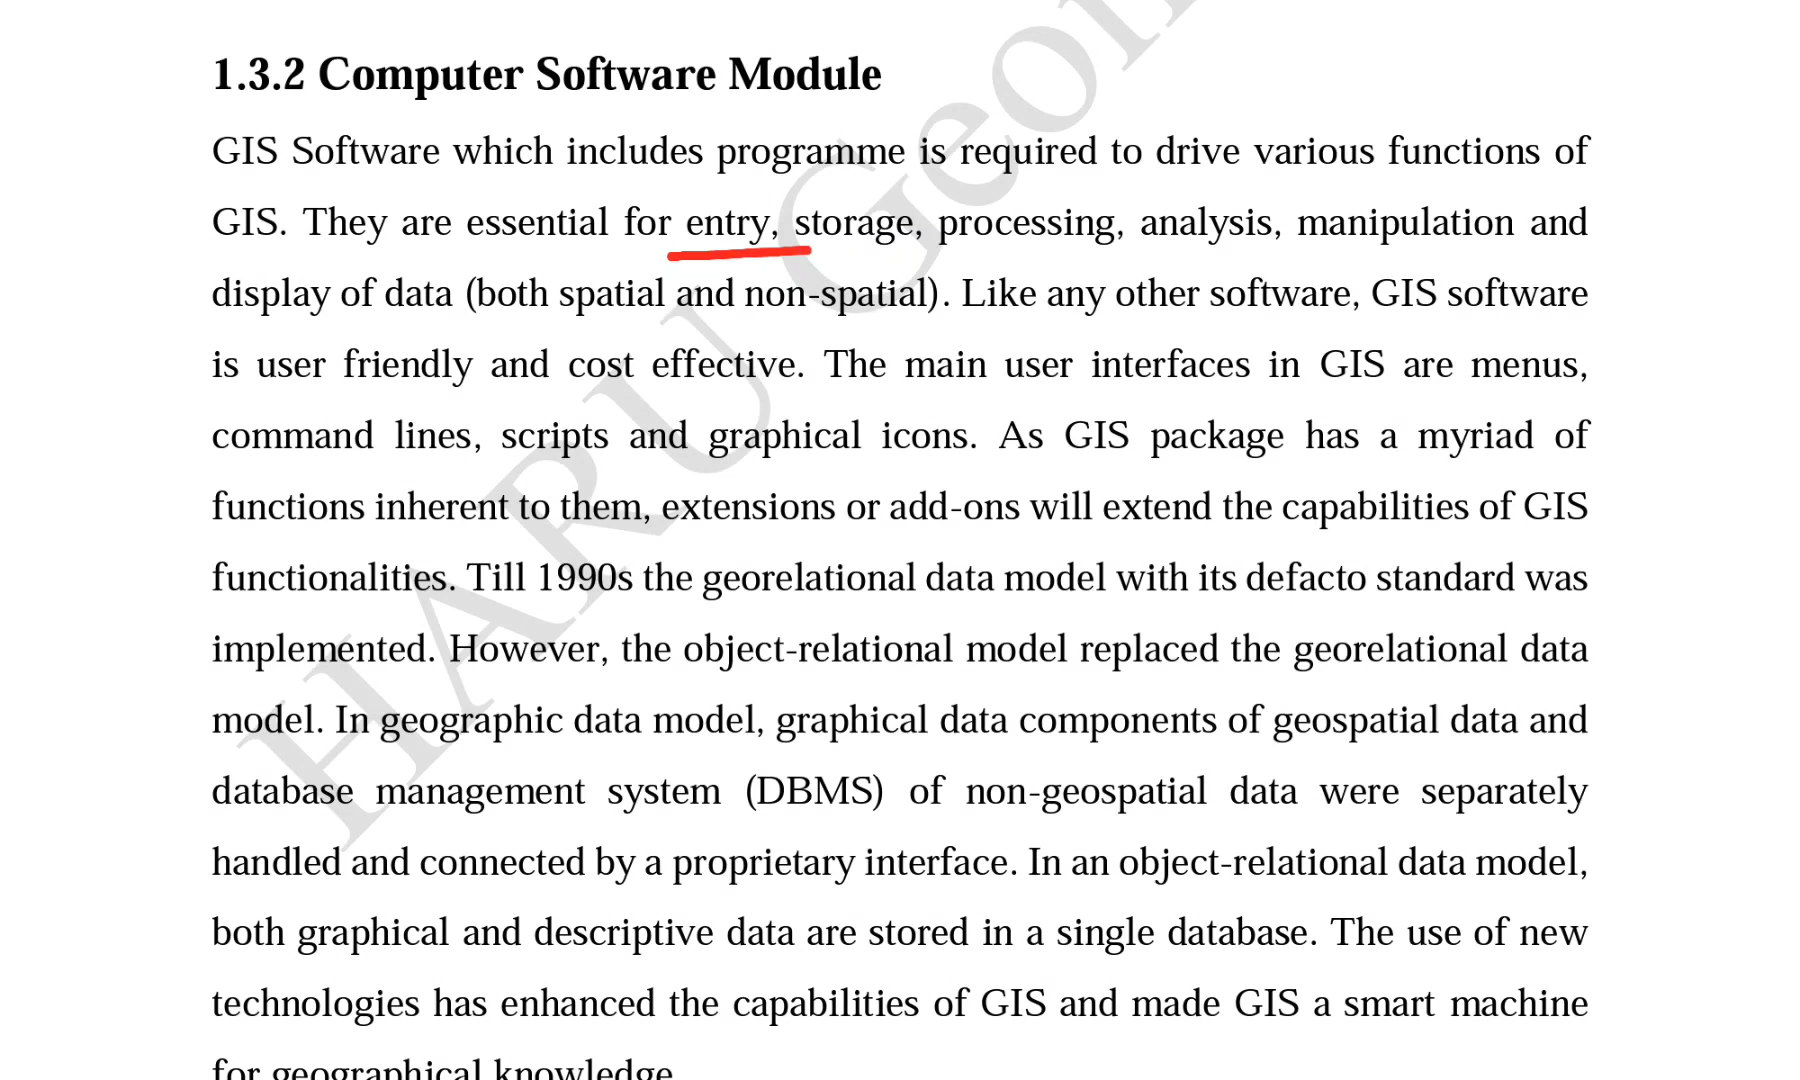 1.3.2 Computer Software Module
GIS Software which includes programme is required to drive various functions of
GIS. They are essential for entry, storage, processing, analysis, manipulation and
display of data (both spatial and non-spatial). Like any other software, GIS software
is user friendly and cost effective. The main user interfaces in GIS are menus,
command lines, scripts and graphical icons. As GIS package has a myriad of
functions inherent to them, extensions or add-ons will extend the capabilities of GIS
functionalities. Till 1990s the georelational data model with its defacto standard was
implemented. However, the object-relational model replaced the georelational data
model. In geographic data model, graphical data components of geospatial data and
database management system (DBMS) of non-geospatial data were separately
handled and connected by a proprietary interface. In an object-relational data model,
both graphical and descriptive data are stored in a single database. The use of new
technologies has enhanced the capabilities of GIS and made GIS a smart machine
for geographical knowledge.
HARU